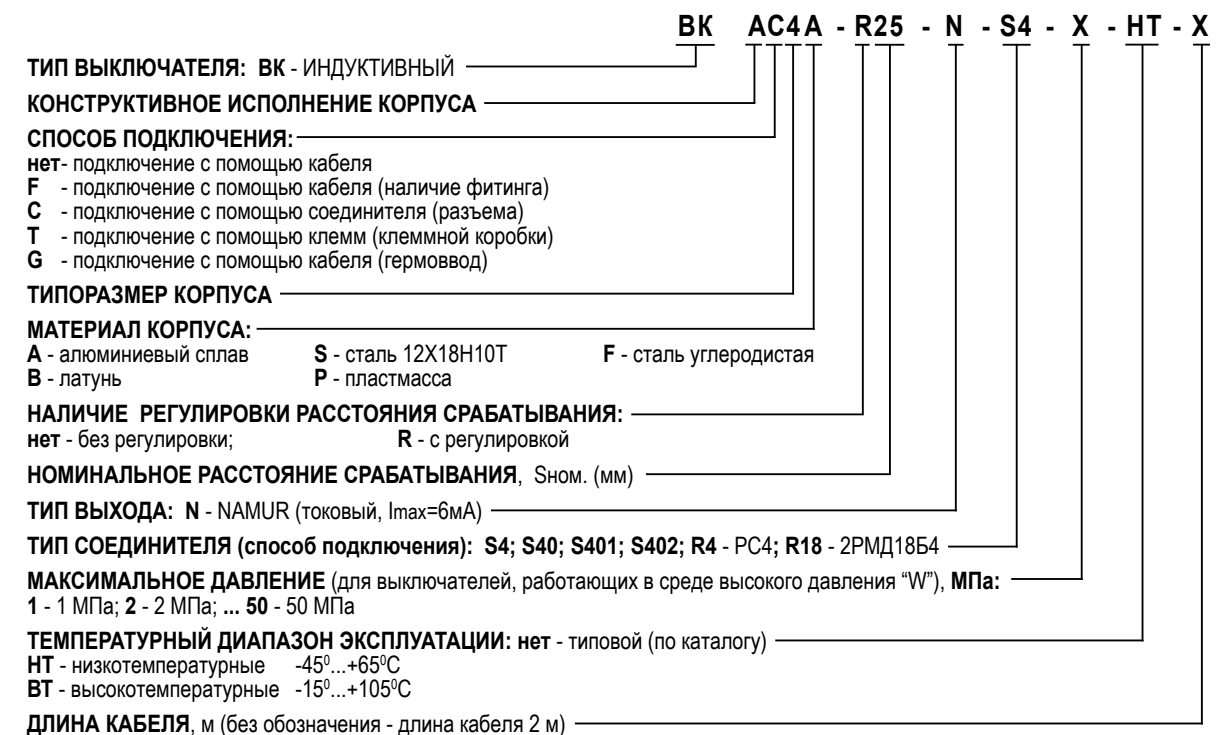 ВК АС4А - R25 - N - S4 - X - НТ - X
ТИП ВЫКЛЮЧАТЕЛЯ: ВК - ИНДУКТИВНЫЙ
КОНСТРУКТИВНОЕ ИСПОЛНЕНИЕ КОРПУСА
СПОСОБ ПОДКЛЮЧЕНИЯ:
нет- подключение с помощью кабеля
F - подключение с помощью кабеля (наличие фитинга)
C - подключение с помощью соединителя (разъема)
T - подключение с помощью клемм (клеммной коробки)
G - подключение с помощью кабеля (гермоввод)
ТИПОРАЗМЕР КОРПУСА
МАТЕРИАЛ КОРПУСА:
A - алюминиевый сплав S - сталь 12Х18Н10Т F - сталь углеродистая
B - латунь P - пластмасса
НАЛИЧИЕ РЕГУЛИРОВКИ РАССТОЯНИЯ СРАБАТЫВАНИЯ:
нет - без регулировки; R - с регулировкой
НОМИНАЛЬНОЕ РАССТОЯНИЕ СРАБАТЫВАНИЯ, Sном. (мм)
ТИП ВЫХОДА: N - NAMUR (токовый, Imax=6мА)
ТИП СОЕДИНИТЕЛЯ (способ подключения): S4; S40; S401; S402; R4 - РС4; R18 - 2РМД18Б4
МАКСИМАЛЬНОЕ ДАВЛЕНИЕ (для выключателей, работающих в среде высокого давления “W”), МПа:
1 - 1 МПа; 2 - 2 МПа; ... 50 - 50 МПа
ТЕМПЕРАТУРНЫЙ ДИАПАЗОН ЭКСПЛУАТАЦИИ: нет - типовой (по каталогу)
НТ - низкотемпературные -45⁰...+65⁰С
ВТ - высокотемпературные -15⁰...+105⁰С
ДЛИНА КАБЕЛЯ, м (без обозначения - длина кабеля 2 м)